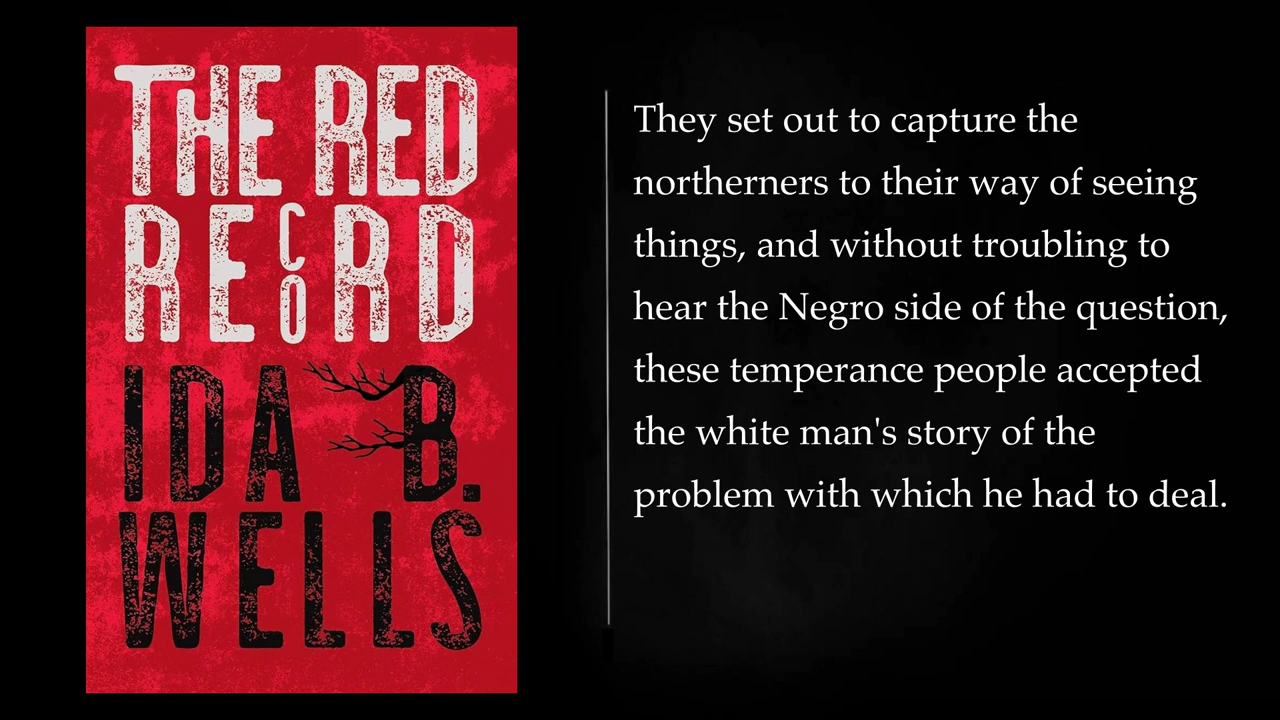 THE RED
RECORD
IDA B.
WELLS
They set out to capture the
northerners to their way of seeing
things, and without troubling to
hear the Negro side of the question,
these temperance people accepted
the white man's story of the
problem with which he had to deal.